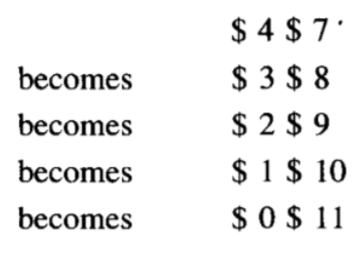 $ 4 $ 7
becomes $ 3 $ 8
becomes $ 2 $ 9
becomes $ 1 $ 10
becomes $ 0 $ 11